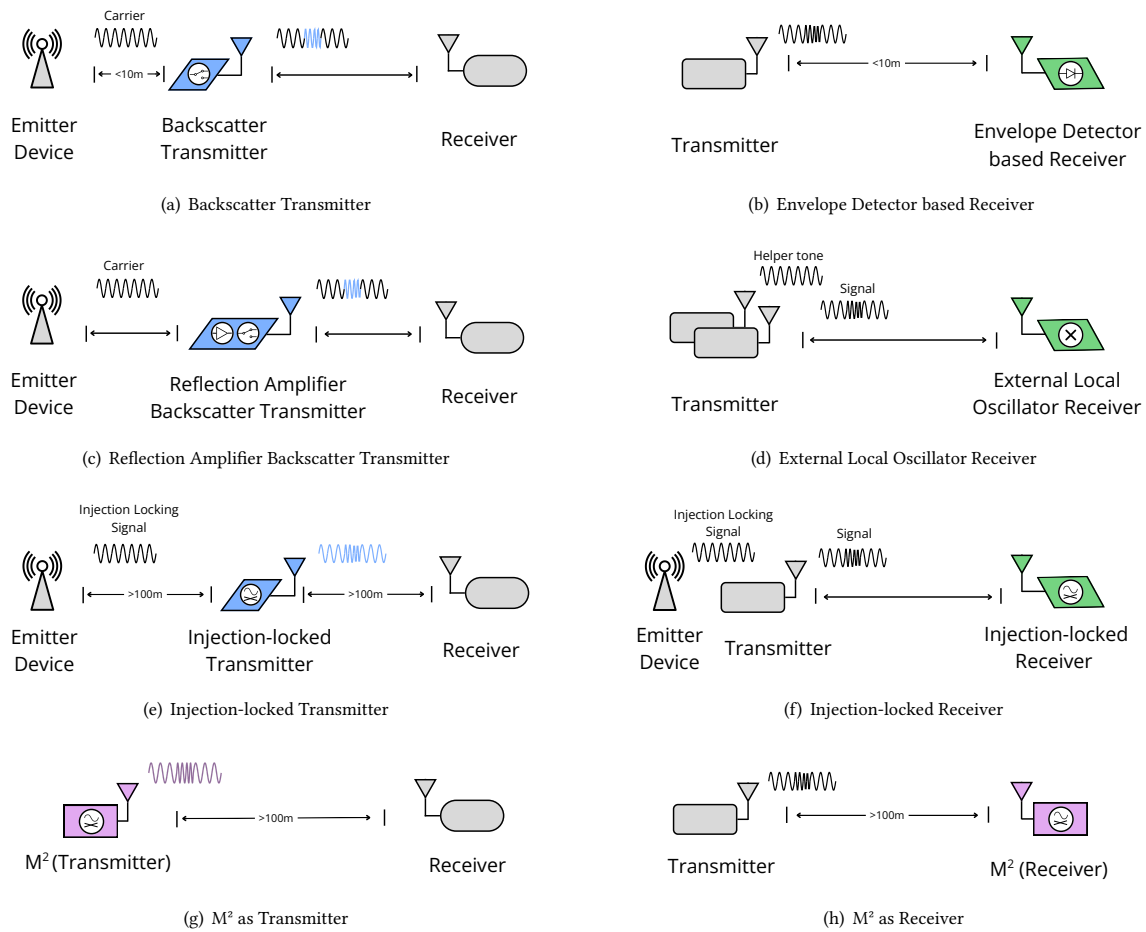 Carrier
<10m
Emitter
Device
Backscatter
Transmitter
Receiver
(a) Backscatter Transmitter
<10m
Transmitter
Envelope Detector
based Receiver
(b) Envelope Detector based Receiver
Carrier
Emitter
Device
Reflection Amplifier
Backscatter Transmitter
Receiver
(c) Reflection Amplifier Backscatter Transmitter
Helper tone
Signal
Transmitter
External Local
Oscillator Receiver
(d) External Local Oscillator Receiver
Injection Locking
Signal
>100m
>100m
Emitter
Device
Injection-locked
Transmitter
Receiver
(e) Injection-locked Transmitter
Injection Locking
Signal
Signal
Emitter
Device
Transmitter
Injection-locked
Receiver
(f) Injection-locked Receiver
>100m
M² (Transmitter)
Receiver
(g) M² as Transmitter
>100m
Transmitter
M² (Receiver)
(h) M² as Receiver